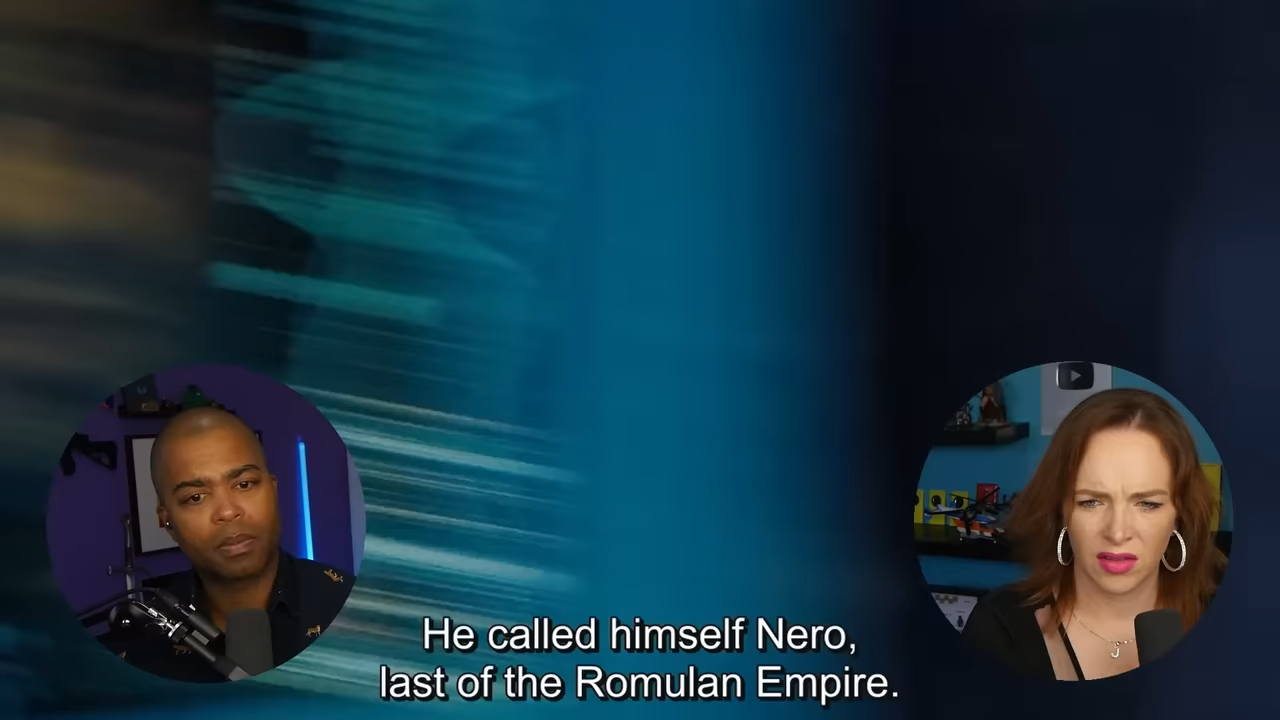 He called himself Nero,
last of the Romulan Empire.